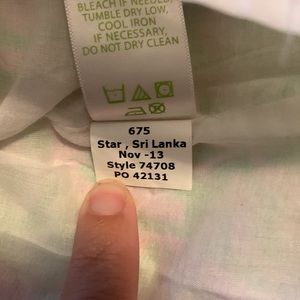 BLEACH IF NEEDED,
TUMBLE DRY LOW,
COOL IRON
IF NECESSARY,
DO NOT DRY CLEAN
675
Star , Sri Lanka
Nov -13
Style 74708
PO 42131